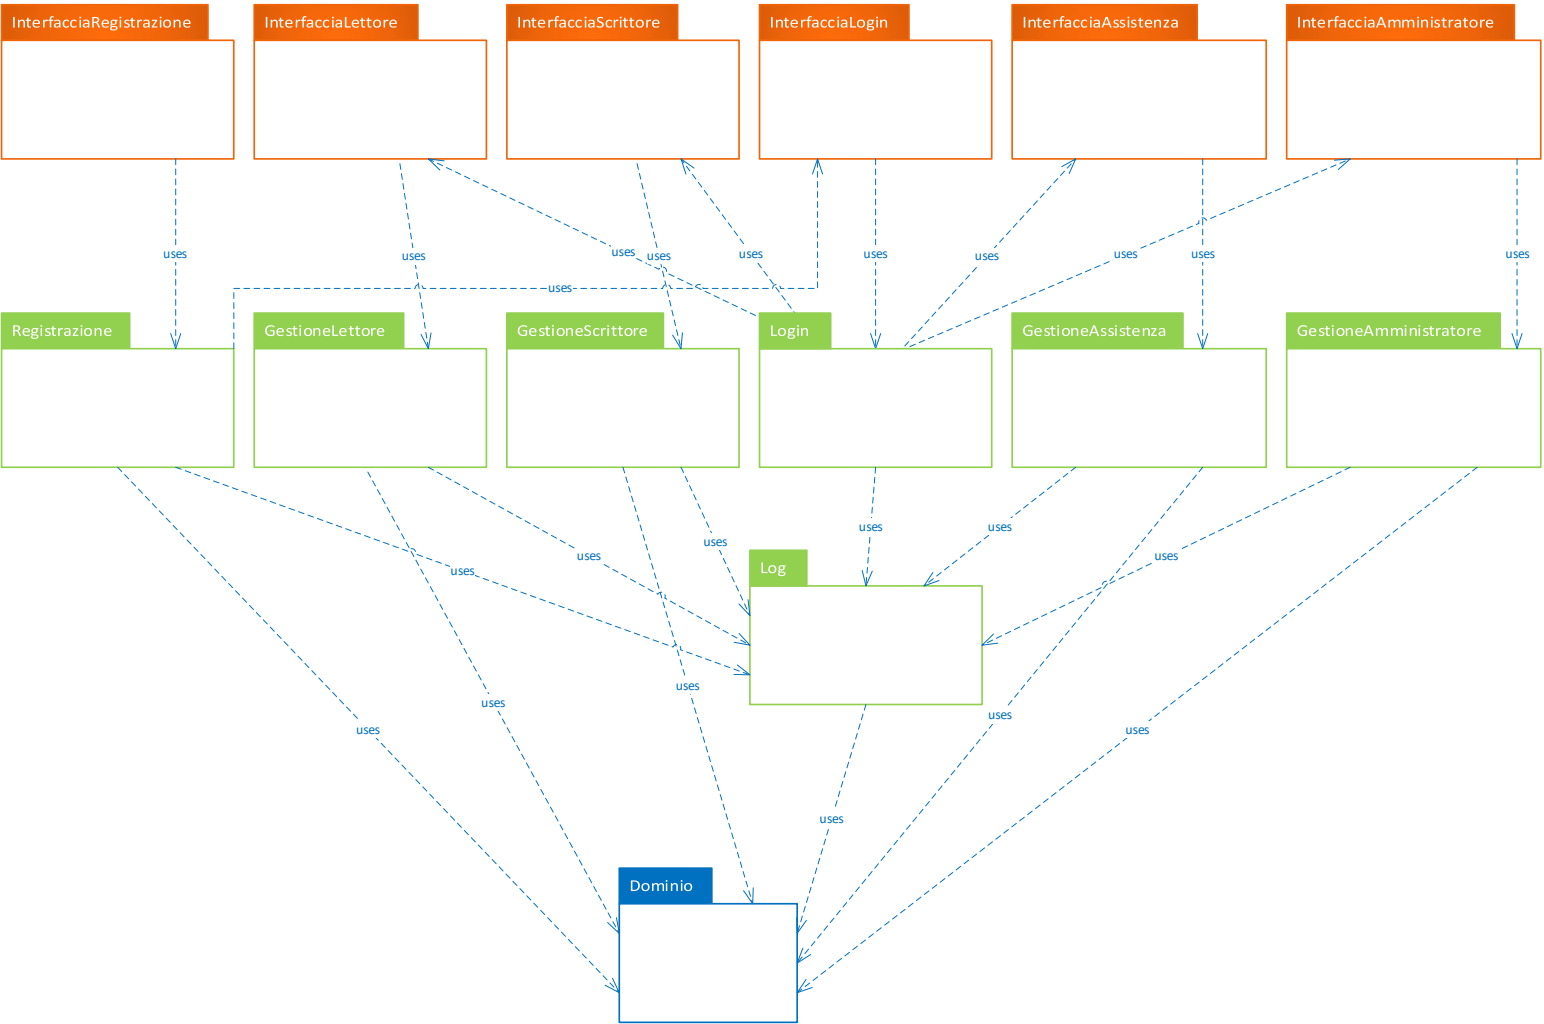 InterfacciaRegistrazione
InterfacciaLettore
InterfacciaScrittore
InterfacciaLogin
InterfacciaAssistenza
InterfacciaAmministratore
uses
uses
uses
uses
uses
uses
uses
uses
uses
uses
uses
Registrazione
GestioneLettore
GestioneScrittore
Login
GestioneAssistenza
GestioneAmministratore
uses
uses
uses
uses
uses
uses
Log
uses
uses
uses
uses
uses
uses
Dominio